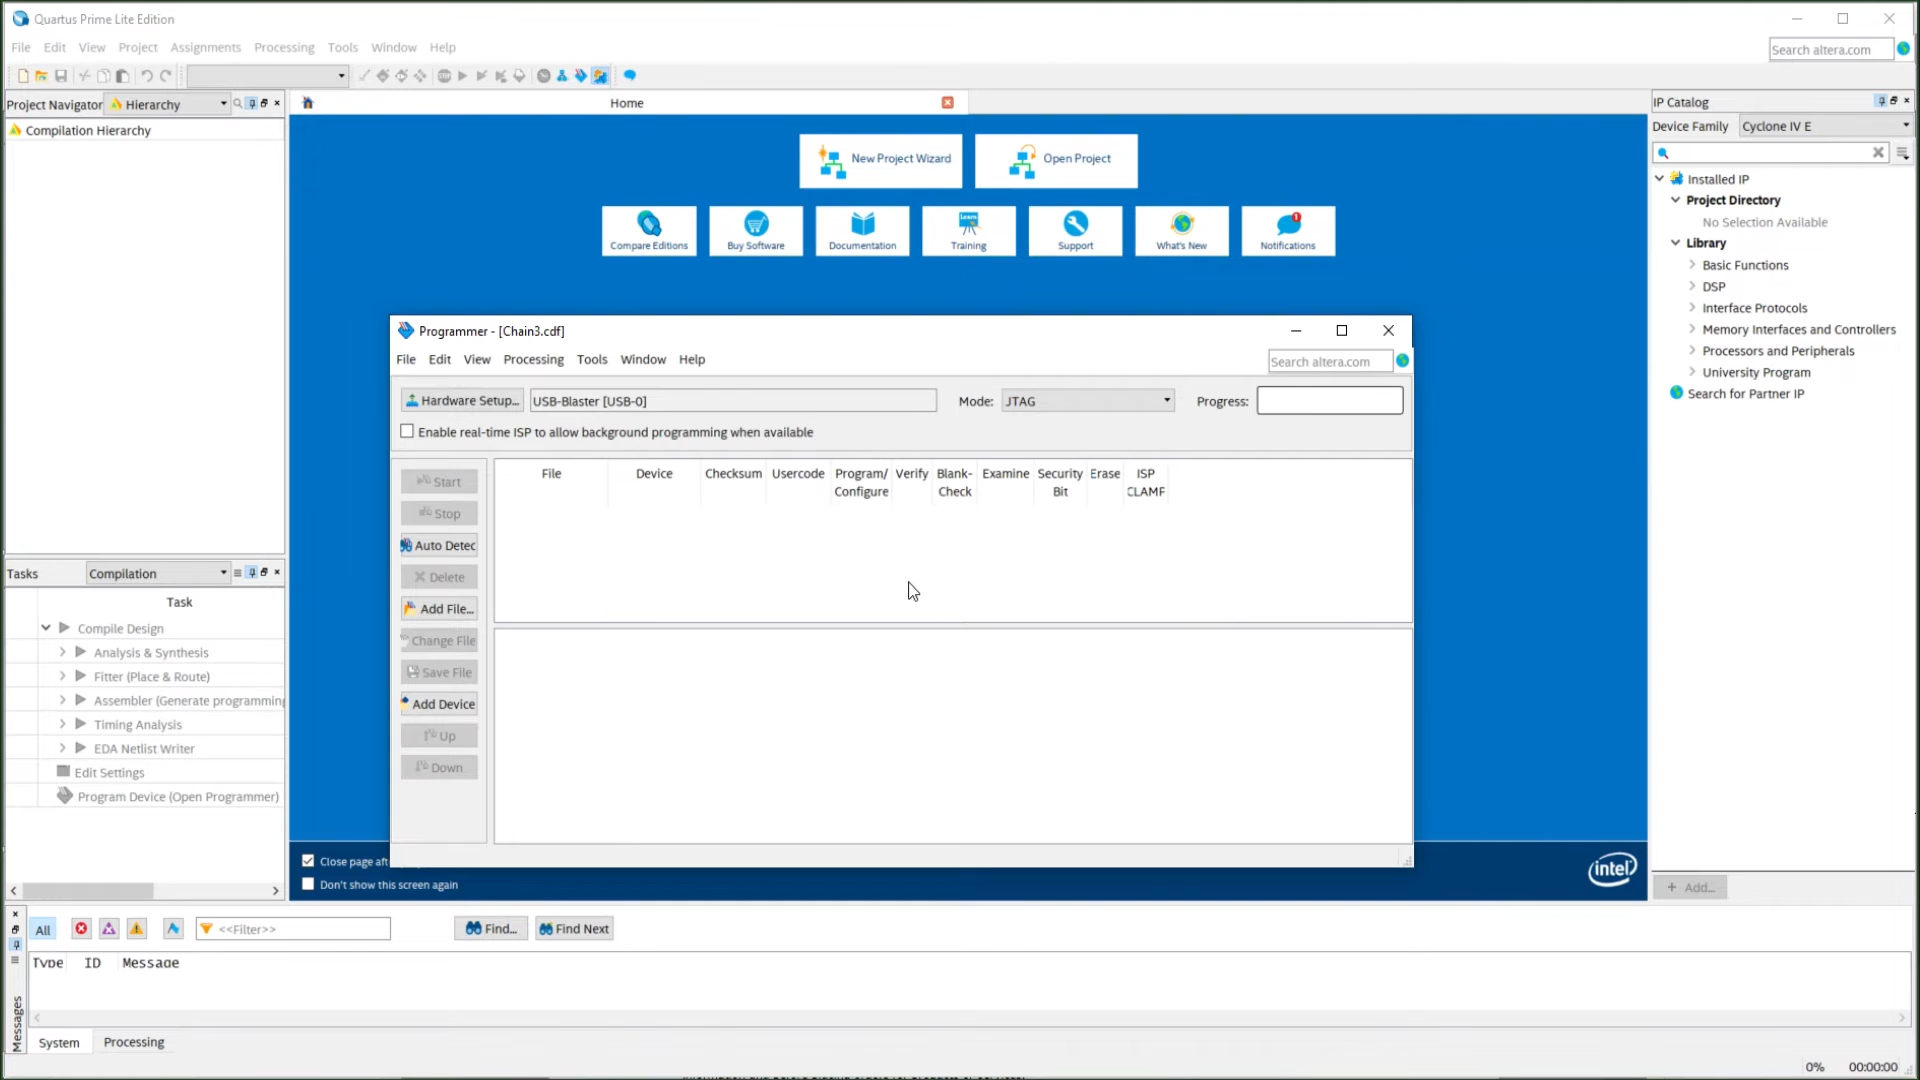 Quartus Prime Lite Edition
File Edit View Project Assignments Processing Tools Window Help
Search altera.com
Project Navigator Hierarchy
Compilation Hierarchy
Home
New Project Wizard
Open Project
Compare Editions
Buy Software
Documentation
Training
Support
What's New
Notifications
IP Catalog
Device Family Cyclone IV E
Installed IP
Project Directory
No Selection Available
Library
Basic Functions
DSP
Interface Protocols
Memory Interfaces and Controllers
Processors and Peripherals
University Program
Search for Partner IP
+ Add...
Programmer - [Chain3.cdf]
File Edit View Processing Tools Window Help
Search altera.com
Hardware Setup... USB-Blaster [USB-0] Mode: JTAG Progress:
Enable real-time ISP to allow background programming when available
Start
Stop
Auto Detec
Delete
Add File...
Change File
Save File
Add Device
Up
Down
File Device Checksum Usercode Program/ Verify Blank- Examine Security Erase ISP
Configure Check Bit CLAMF
Tasks Compilation
Task
Compile Design
Analysis & Synthesis
Fitter (Place & Route)
Assembler (Generate programming
Timing Analysis
EDA Netlist Writer
Edit Settings
Program Device (Open Programmer)
Close page aft
Don't show this screen again
intel
All <<Filter>> Find... Find Next
Type ID Message
Messages
System Processing
0% 00:00:00